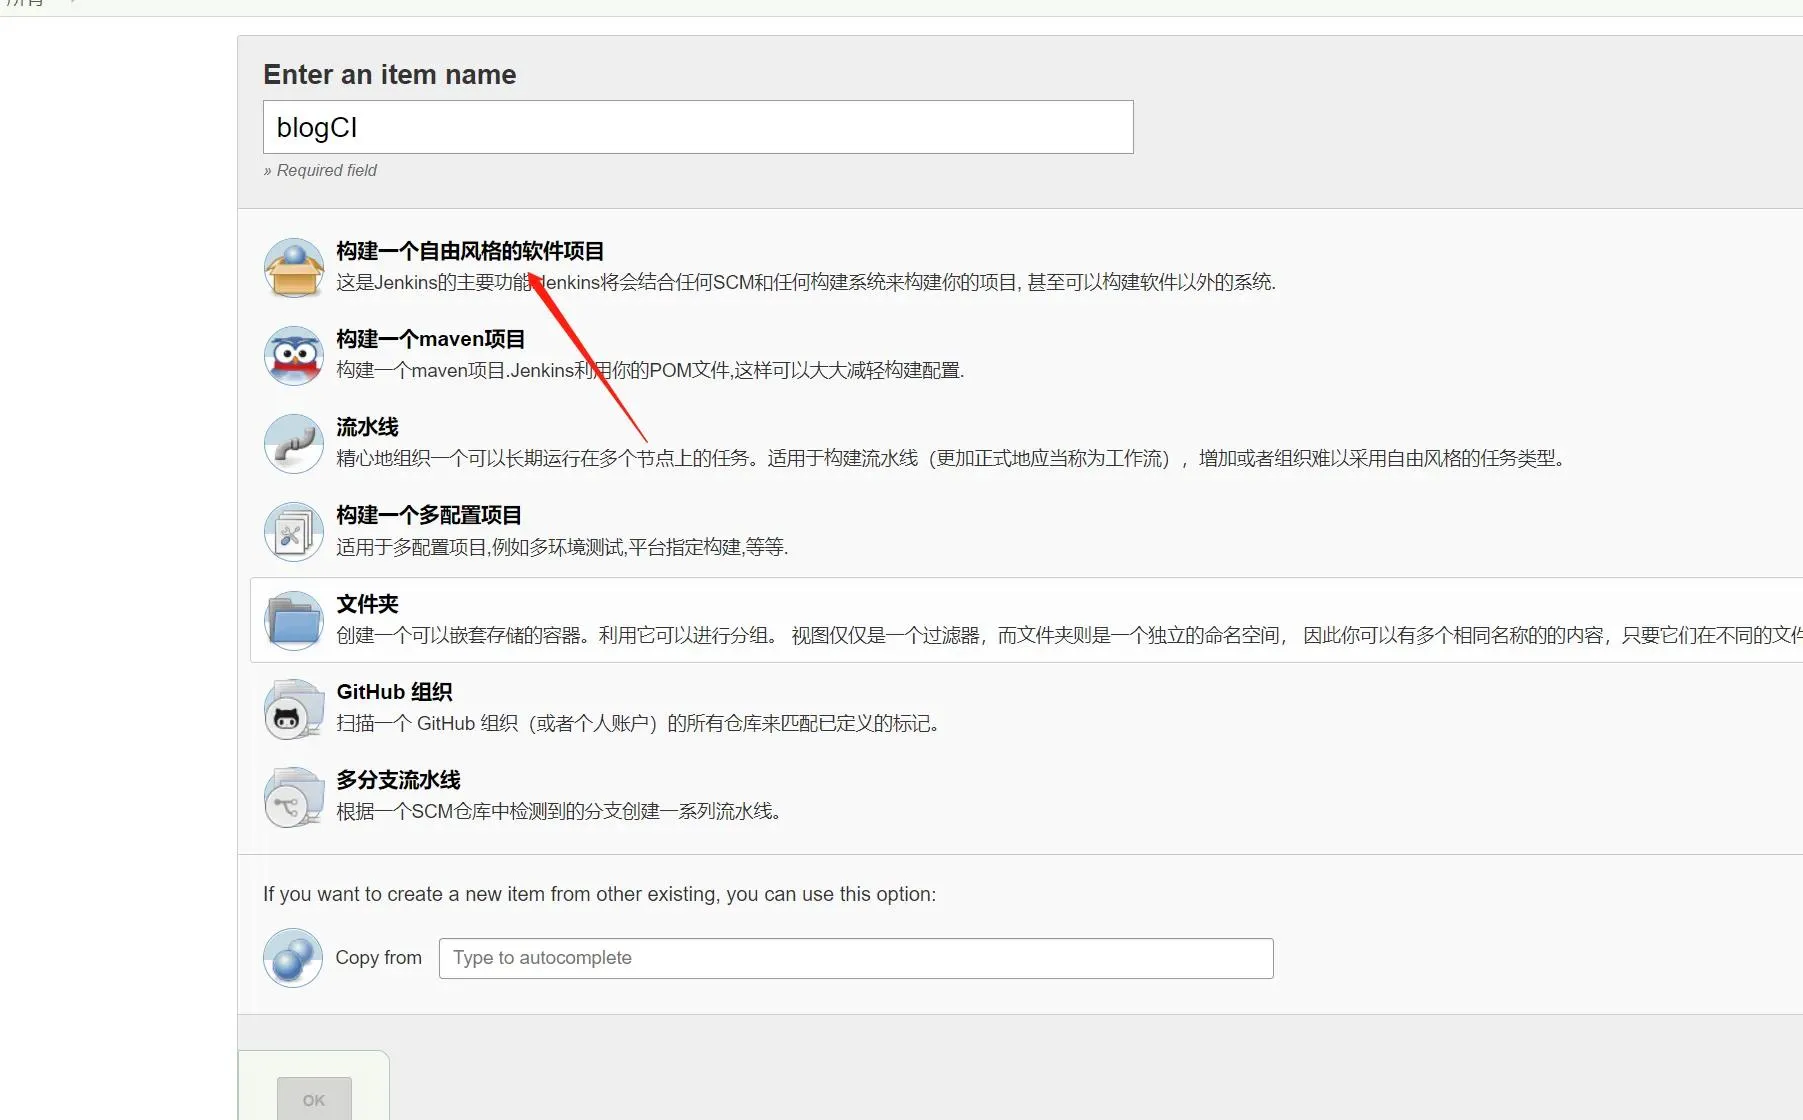 所有
Enter an item name
blogCI
» Required field
构建一个自由风格的软件项目
这是Jenkins的主要功能.Jenkins将会结合任何SCM和任何构建系统来构建你的项目, 甚至可以构建软件以外的系统.
构建一个maven项目
构建一个maven项目.Jenkins利用你的POM文件,这样可以大大减轻构建配置.
流水线
精心地组织一个可以长期运行在多个节点上的任务。适用于构建流水线（更加正式地应当称为工作流），增加或者组织难以采用自由风格的任务类型。
构建一个多配置项目
适用于多配置项目,例如多环境测试,平台指定构建,等等.
文件夹
创建一个可以嵌套存储的容器。利用它可以进行分组。 视图仅仅是一个过滤器，而文件夹则是一个独立的命名空间， 因此你可以有多个相同名称的的内容，只要它们在不同的文件
GitHub 组织
扫描一个 GitHub 组织（或者个人账户）的所有仓库来匹配已定义的标记。
多分支流水线
根据一个SCM仓库中检测到的分支创建一系列流水线。
If you want to create a new item from other existing, you can use this option:
Copy from Type to autocomplete
OK